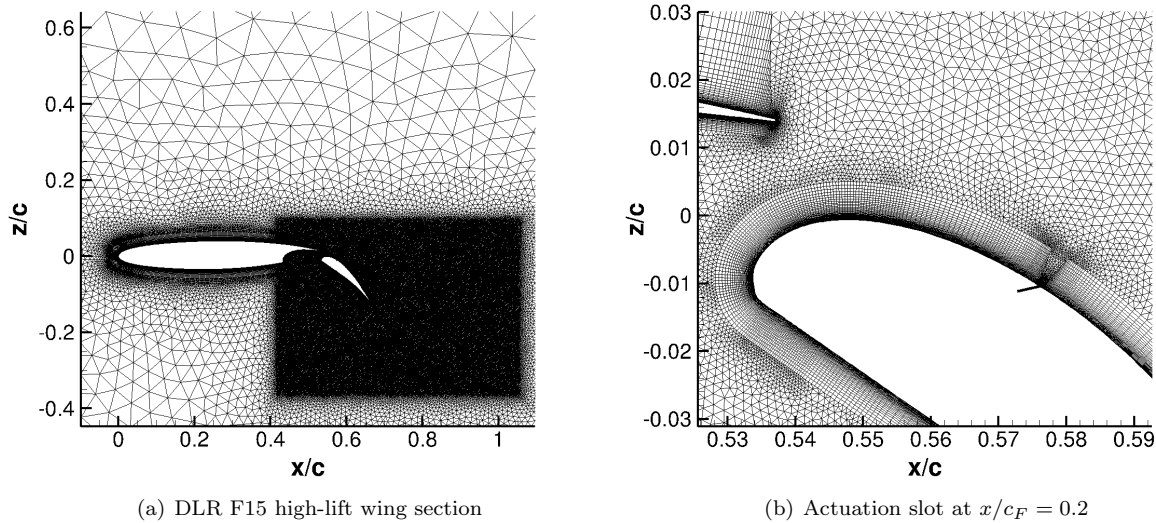 0.6
0.4
0.2
0
-0.2
-0.4
z/c
0 0.2 0.4 0.6 0.8 1
x/c
(a) DLR F15 high-lift wing section
0.03
0.02
0.01
0
-0.01
-0.02
-0.03
z/c
0.53 0.54 0.55 0.56 0.57 0.58 0.59
x/c
(b) Actuation slot at x/c_F = 0.2